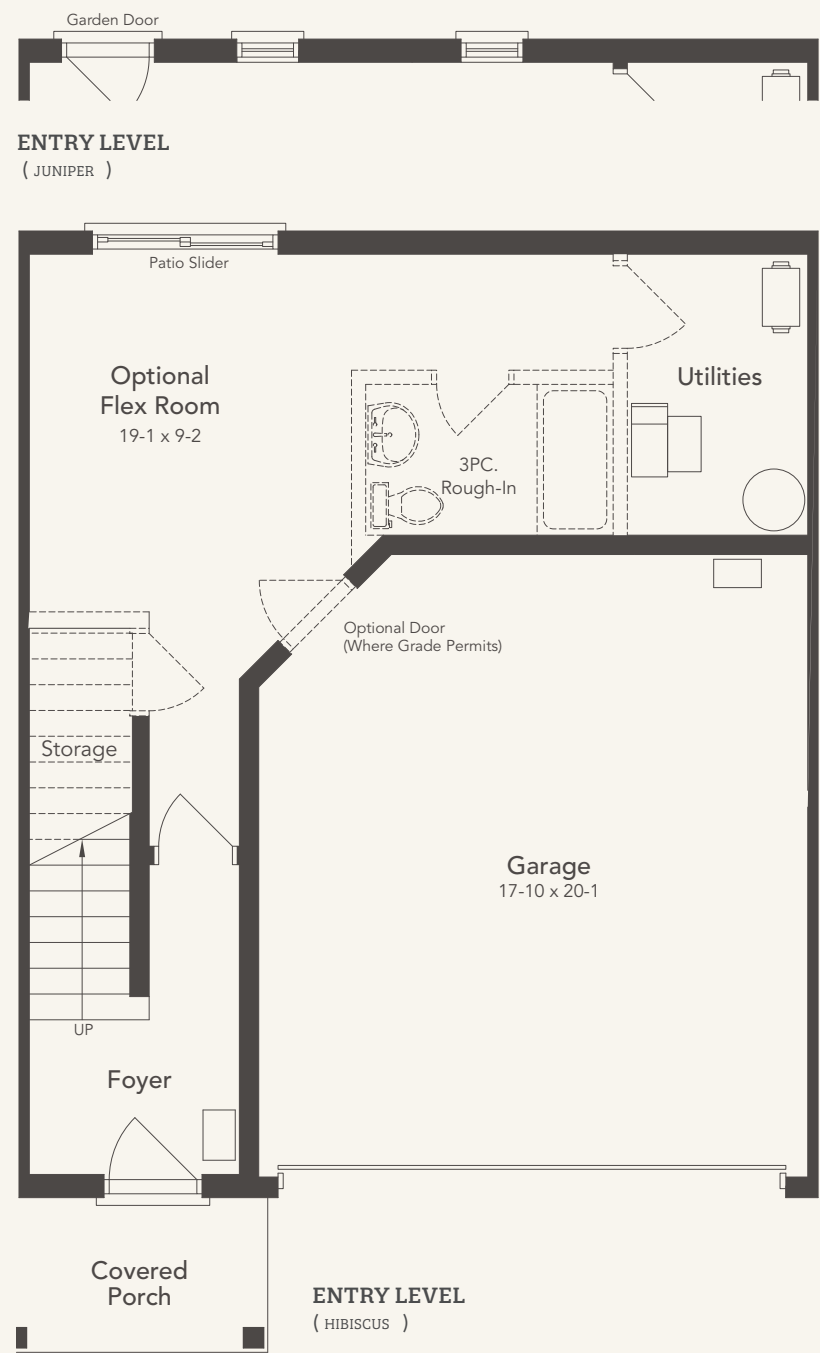 Garden Door
ENTRY LEVEL
( JUNIPER )
Patio Slider
Optional
Flex Room
19-1 x 9-2
Utilities
3PC.
Rough-In
Optional Door
(Where Grade Permits)
Storage
Garage
17-10 x 20-1
UP
Foyer
Covered
Porch
ENTRY LEVEL
( HIBISCUS )